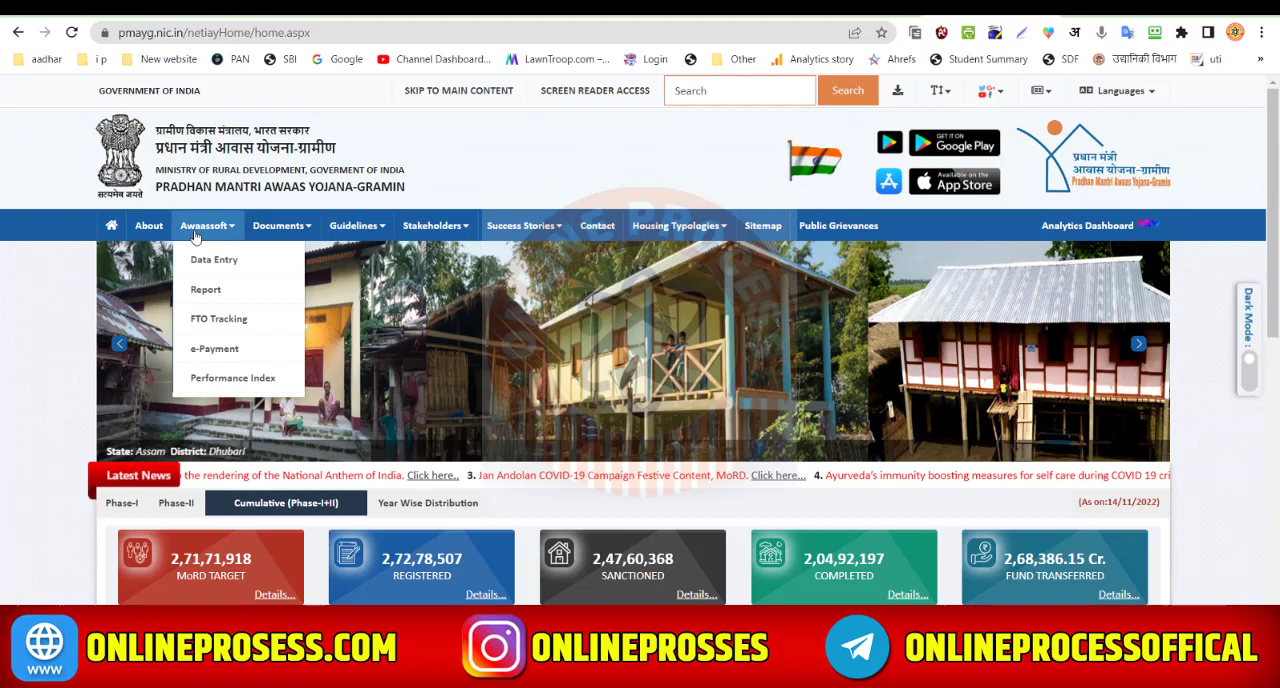 pmayg.nic.in/netiayHome/home.aspx
अ
aadhar
i p
New website
PAN
SBI
Google
Channel Dashboard...
LawnTroop.com –...
Login
Other
Analytics story
Ahrefs
Student Summary
SDF
उद्यानिकी विभाग
uti
»
GOVERNMENT OF INDIA
SKIP TO MAIN CONTENT
SCREEN READER ACCESS
Search
Search
Languages
ग्रामीण विकास मंत्रालय, भारत सरकार
प्रधान मंत्री आवास योजना-ग्रामीण
MINISTRY OF RURAL DEVELOPMENT, GOVERMENT OF INDIA
PRADHAN MANTRI AWAAS YOJANA-GRAMIN
सत्यमेव जयते
GET IT ON
Google Play
Available on the
App Store
प्रधान मंत्री
आवास योजना-ग्रामीण
Pradhan Mantri Awaas Yojana-Gramin
About
Awaassoft
Documents
Guidelines
Stakeholders
Success Stories
Contact
Housing Typologies
Sitemap
Public Grievances
Analytics Dashboard
Data Entry
Report
FTO Tracking
e-Payment
Performance Index
Dark Mode :
State: Assam District: Dhubari
Latest News
the rendering of the National Anthem of India. Click here.. 3. Jan Andolan COVID-19 Campaign Festive Content, MoRD. Click here... 4. Ayurveda's immunity boosting measures for self care during COVID 19 cri
Phase-I
Phase-II
Cumulative (Phase-I+II)
Year Wise Distribution
(As on:14/11/2022)
2,71,71,918
MoRD TARGET
Details...
2,72,78,507
REGISTERED
Details...
2,47,60,368
SANCTIONED
Details...
2,04,92,197
COMPLETED
Details...
2,68,386.15 Cr.
FUND TRANSFERRED
Details...
WWW
ONLINEPROSESS.COM
ONLINEPROSSES
ONLINEPROCESSOFFICAL